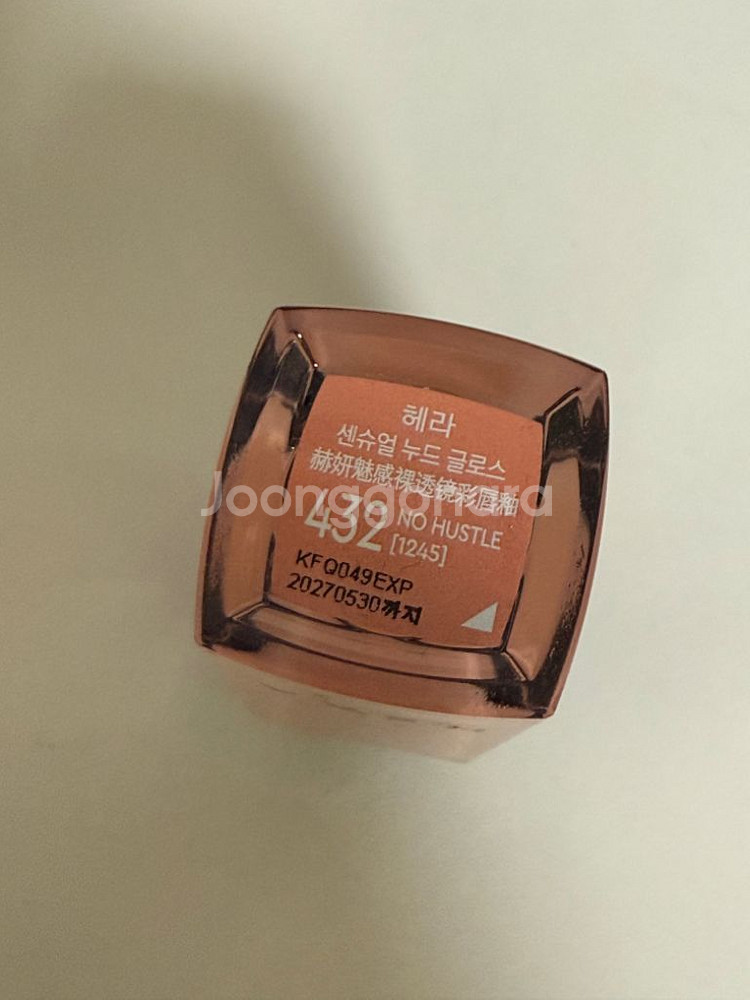 헤라
센슈얼 누드 글로스
赫妍魅感裸透镜彩唇釉
Joonggonara
432 NO HUSTLE
[1245]
KFQ049EXP
20270530까지